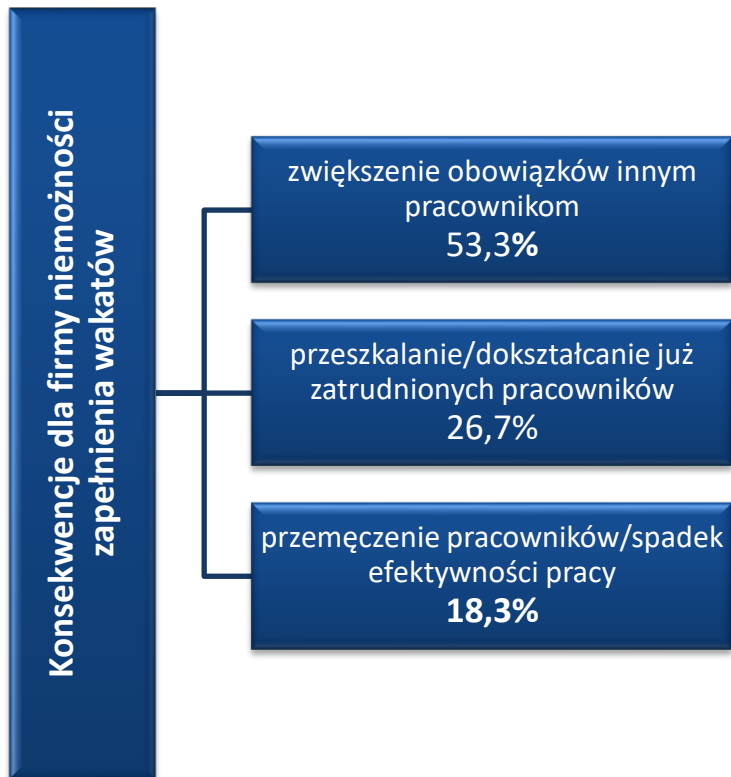 Konsekwencje dla firmy niemożności
zapełnienia wakatów
zwiększenie obowiązków innym
pracownikom
53,3%
przeszkalanie/dokształcanie już
zatrudnionych pracowników
26,7%
przemęczenie pracowników/spadek
efektywności pracy
18,3%